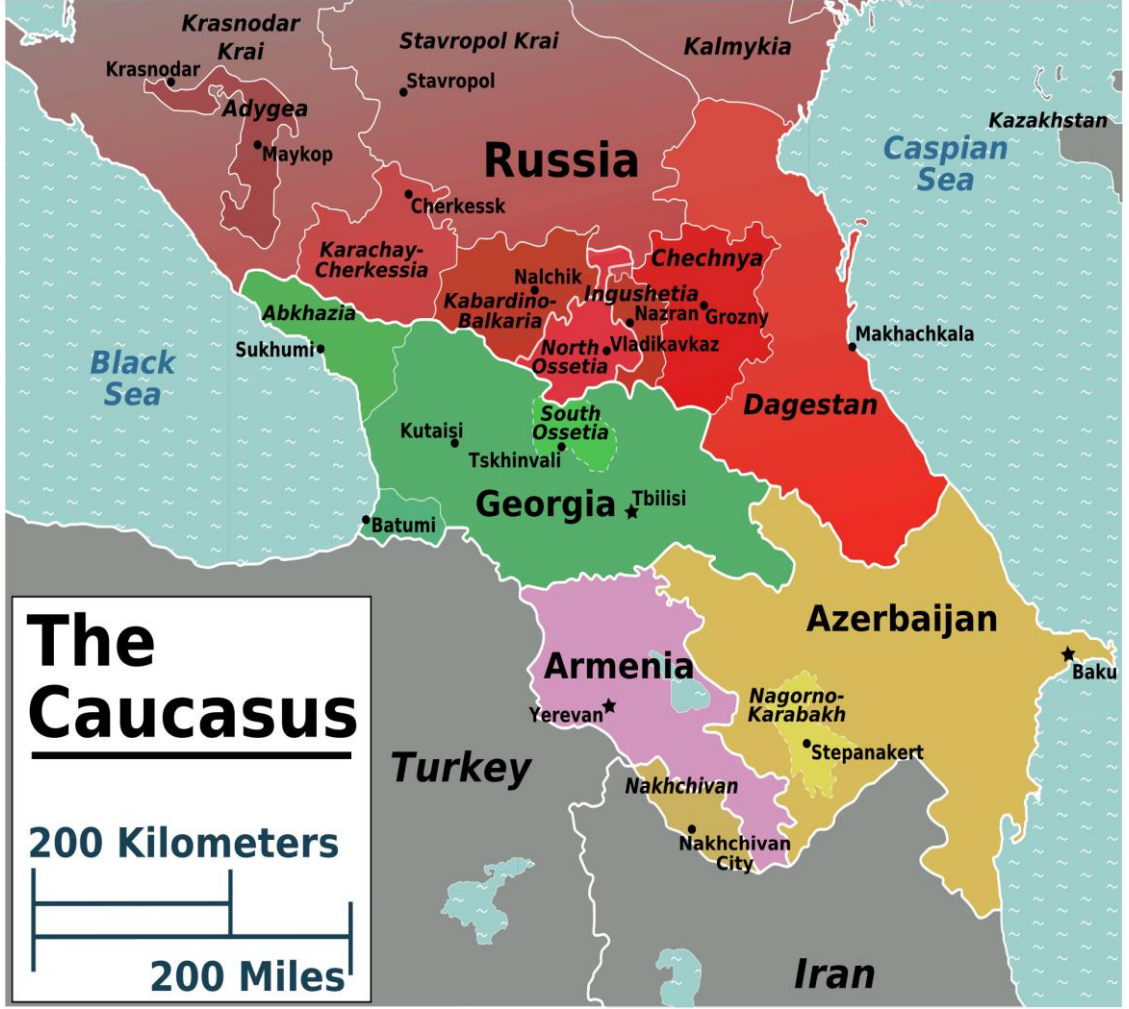 Krasnodar
Krai
Stavropol Krai
Kalmykia
Krasnodar
Stavropol
Adygea
Kazakhstan
Maykop
Russia
Caspian
Sea
Cherkessk
Karachay-
Cherkessia
Chechnya
Nalchik
Ingushetia
Kabardino-
Balkaria
Abkhazia
Nazran
Grozny
Sukhumi
North
Ossetia
Vladikavkaz
Makhachkala
Black
Sea
Dagestan
South
Ossetia
Kutaisi
Tskhinvali
Georgia
Tbilisi
Batumi
Azerbaijan
The
Caucasus
Armenia
Baku
Nagorno-
Karabakh
Yerevan
Stepanakert
Turkey
Nakhchivan
Nakhchivan
City
200 Kilometers
200 Miles
Iran